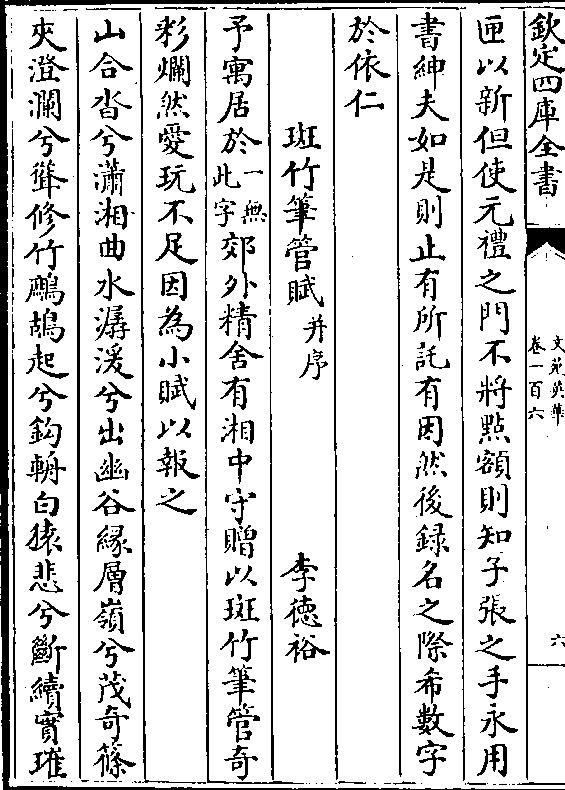 欽定四庫全書
文苑英華
卷一百六
六
匣以新但使元禮之門不將㸃額則知子張之手永用
書紳夫如是則止有所託有因然後録名之際希數字
於依仁
斑竹筆管賦并序 李德裕
予寓居於一無此字郊外精舍有湘中守贈以斑竹筆管奇
彩爛然愛玩不足因為小賦以報之
山合沓兮瀟湘曲水潺湲兮出幽谷緣層嶺兮茂奇篠
夾澄瀾兮聳修竹鷓鴣起兮鈎輈白猿悲兮斷續實璀